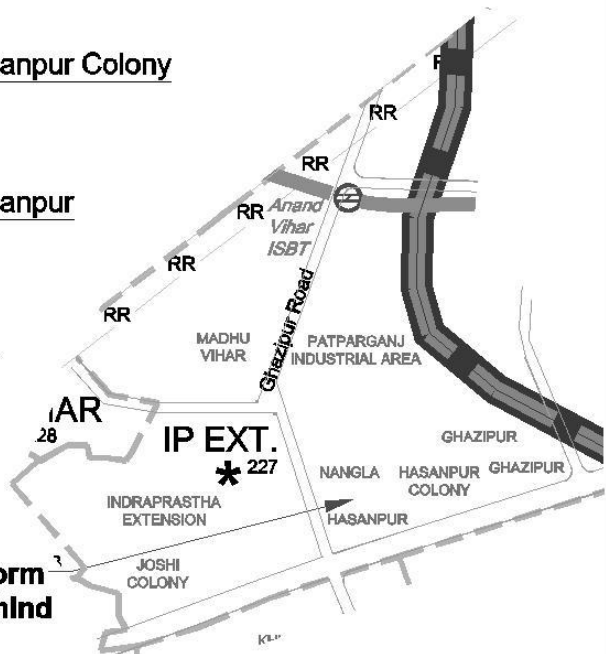 anpur Colony
anpur
RR
RR
RR
RR
RR
Anand
Vihar
ISBT
Ghazipur Road
MADHU
VIHAR
PATPARGANJ
INDUSTRIAL AREA
AR
28
IP EXT.
* 227
GHAZIPUR
GHAZIPUR
NANGLA
HASANPUR
COLONY
HASANPUR
INDRAPRASTHA
EXTENSION
JOSHI
COLONY
orm
hind